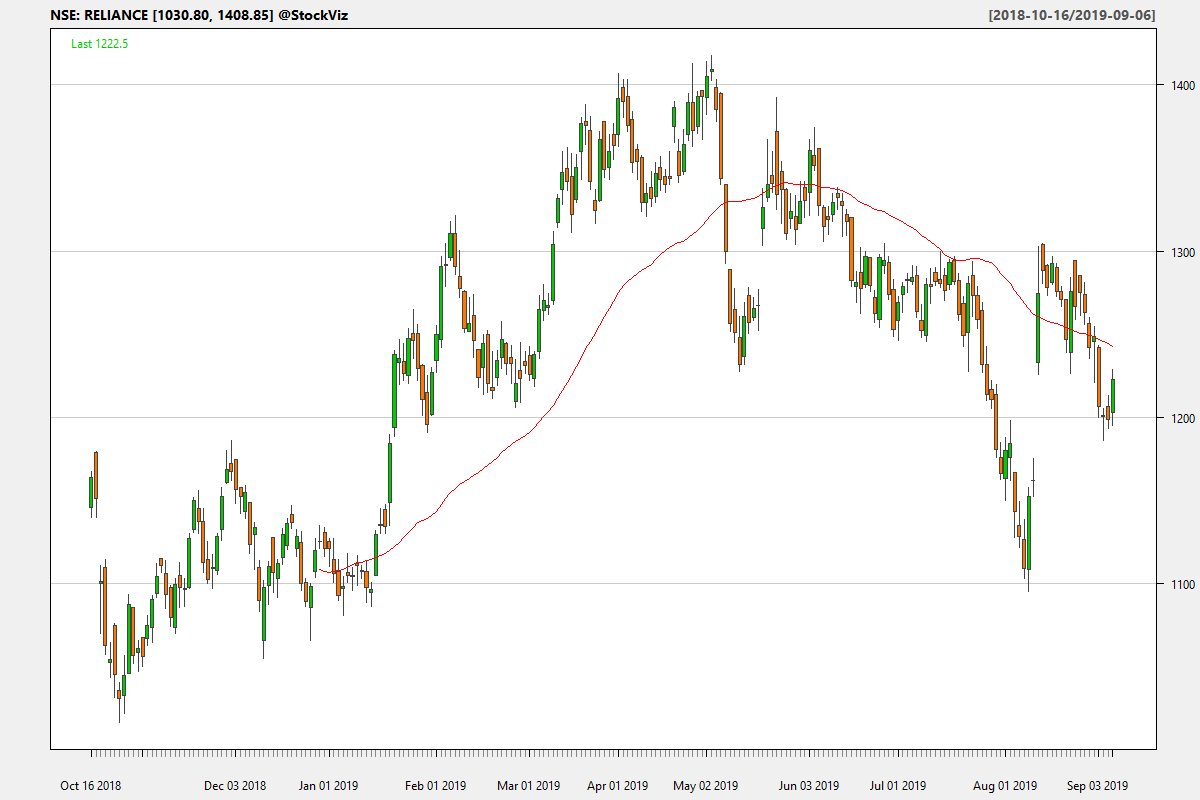 NSE: RELIANCE [1030.80, 1408.85] @StockViz
[2018-10-16/2019-09-06]
Last 1222.5
1400
1300
1200
1100
Oct 16 2018 Dec 03 2018 Jan 01 2019 Feb 01 2019 Mar 01 2019 Apr 01 2019 May 02 2019 Jun 03 2019 Jul 01 2019 Aug 01 2019 Sep 03 2019